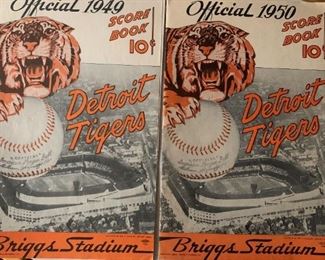 Official 1949
SCORE
BOOK
10¢
Detroit
Tigers
Briggs Stadium
Official 1950
SCORE
BOOK
10
Detroit
Tigers
Briggs Stadium